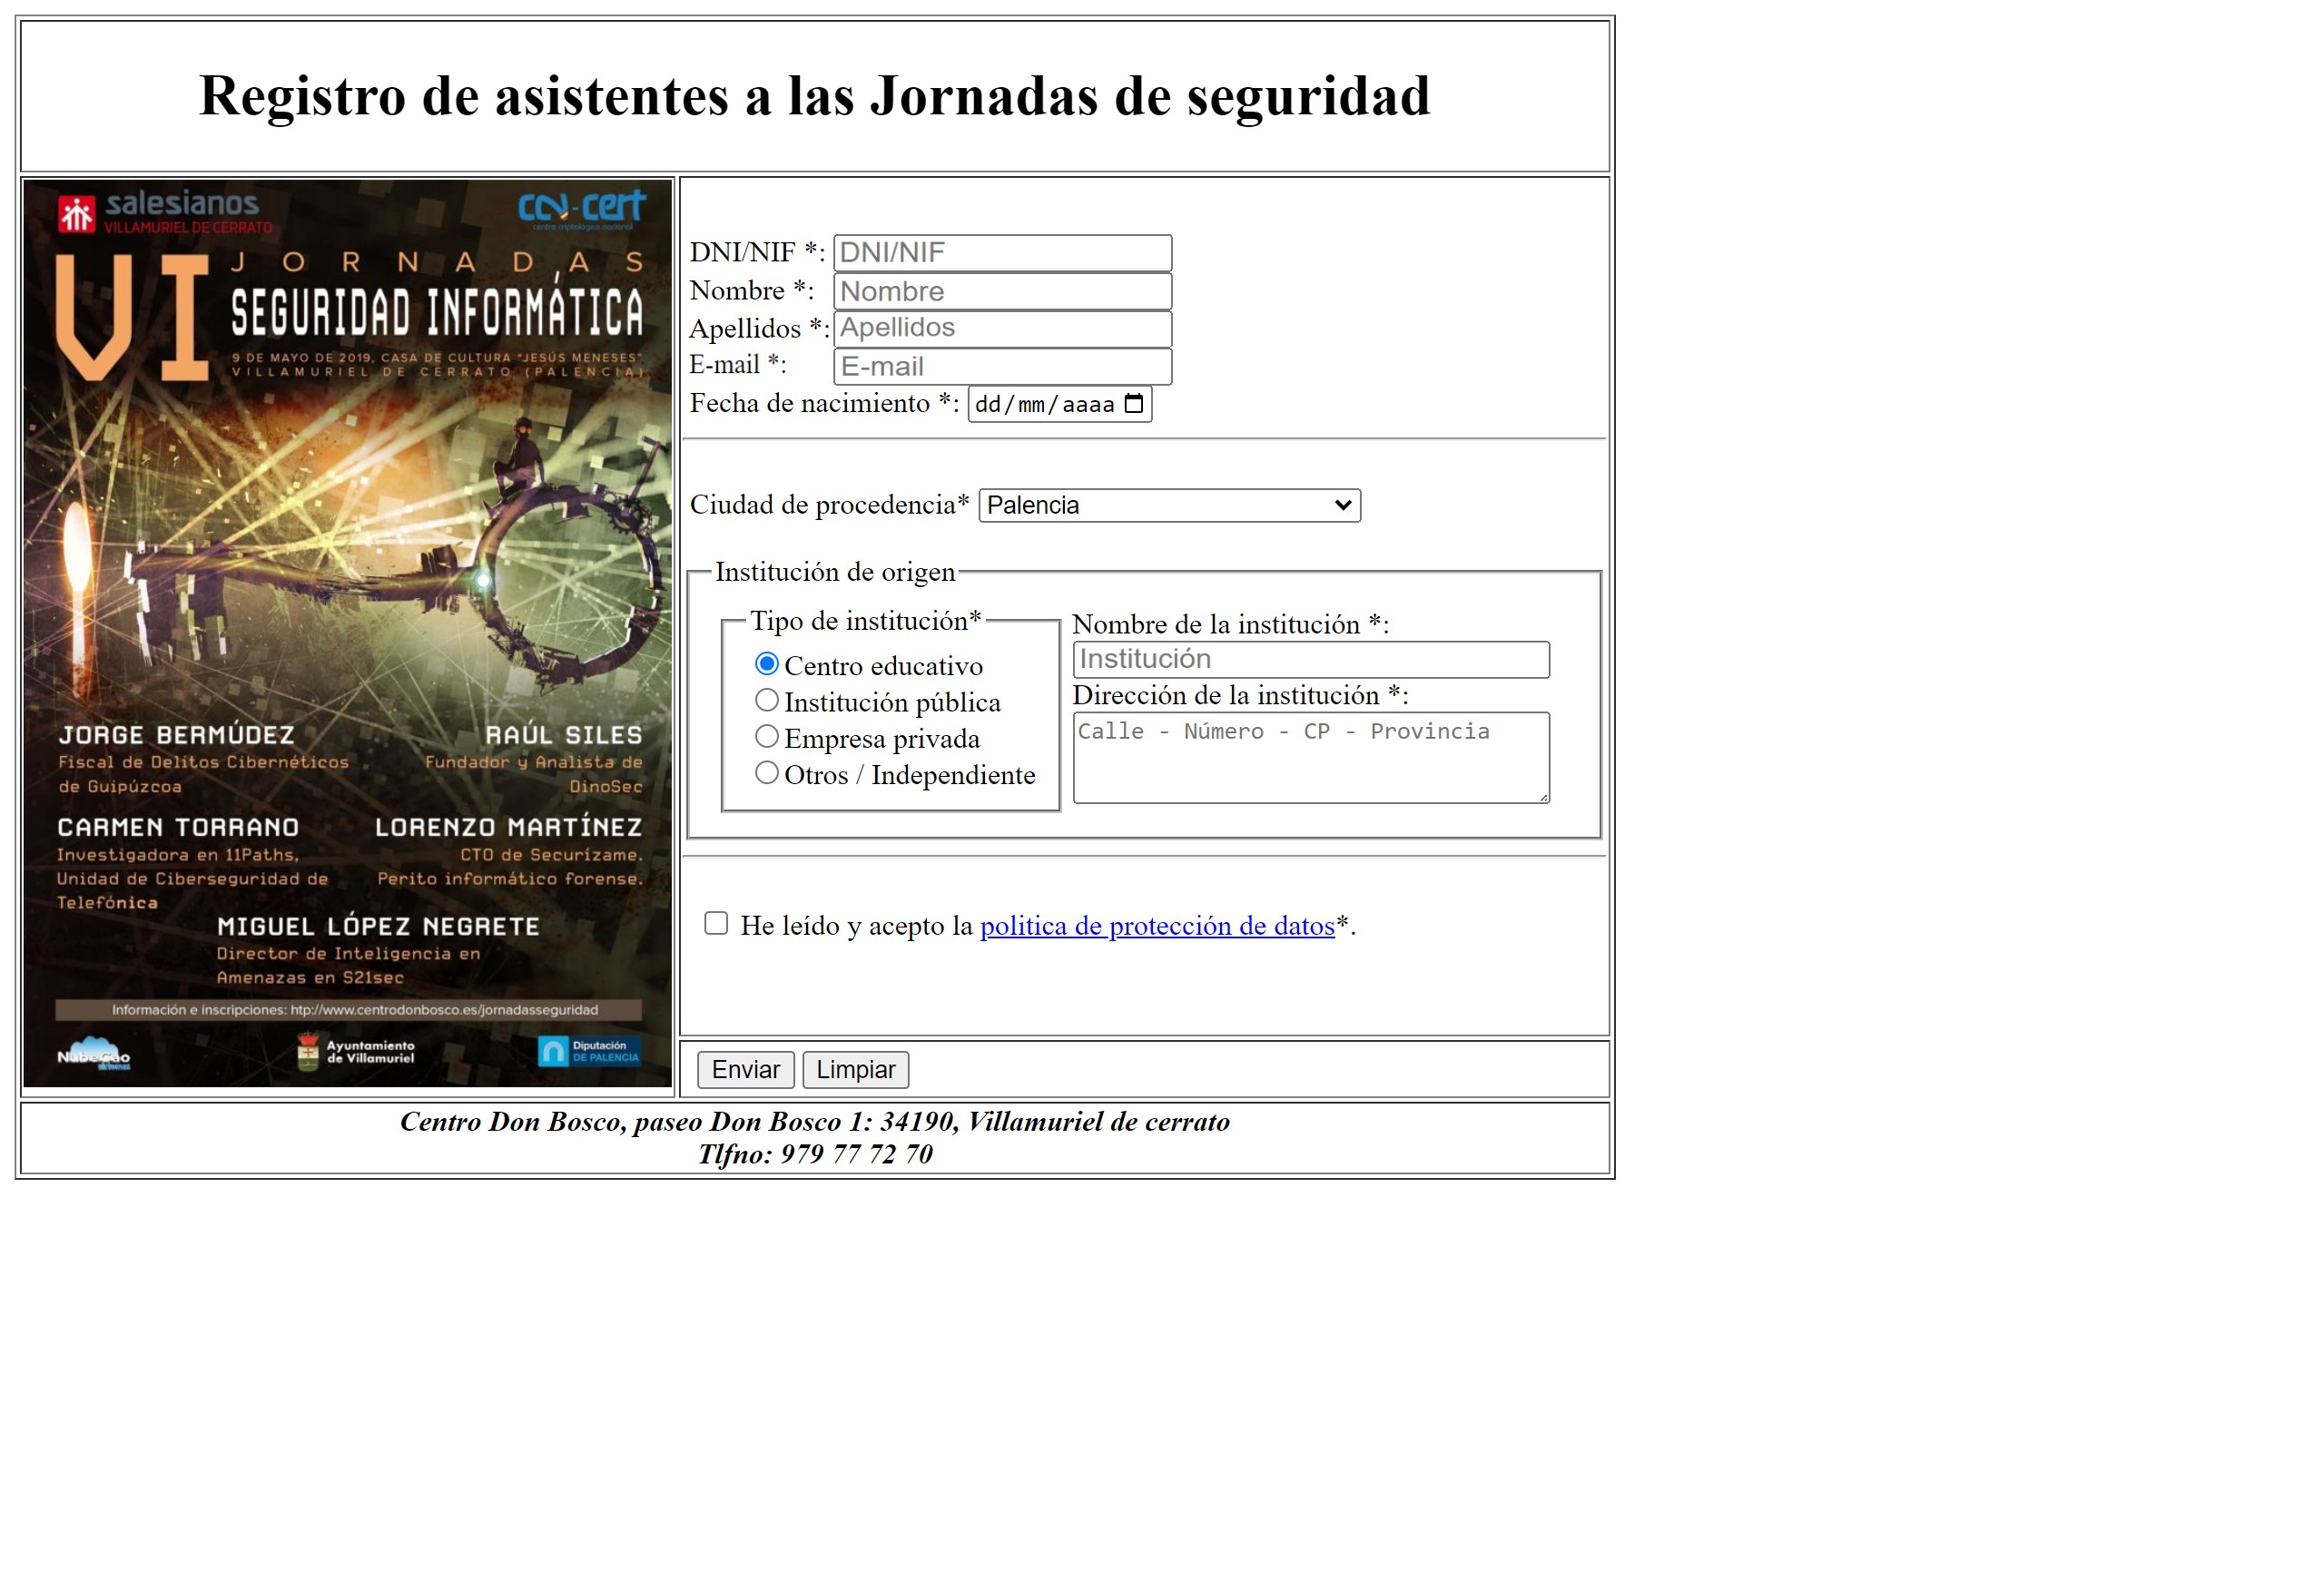 Registro de asistentes a las Jornadas de seguridad
salesianos
VILLAMURIEL DE CERRATO
ccn-cert
centro criptológico nacional
VI
JORNADAS
SEGURIDAD INFORMÁTICA
9 DE MAYO DE 2019, CASA DE CULTURA "JESÚS MENESES"
VILLAMURIEL DE CERRATO (PALENCIA)
JORGE BERMÚDEZ
Fiscal de Delitos Cibernéticos
de Guipúzcoa
RAÚL SILES
Fundador y Analista de
DinoSec
CARMEN TORRANO
Investigadora en 11Paths,
Unidad de Ciberseguridad de
Telefónica
LORENZO MARTÍNEZ
CTO de Securízame.
Perito informático forense.
MIGUEL LÓPEZ NEGRETE
Director de Inteligencia en
Amenazas en S21sec
Información e inscripciones: htp://www.centrodonbosco.es/jornadasseguridad
Ayuntamiento
de Villamuriel
Diputación
DE PALENCIA
DNI/NIF *: DNI/NIF
Nombre *: Nombre
Apellidos *: Apellidos
E-mail *: E-mail
Fecha de nacimiento *: dd/mm/aaaa
Ciudad de procedencia* Palencia
Institución de origen
Tipo de institución*
Centro educativo
Institución pública
Empresa privada
Otros / Independiente
Nombre de la institución *:
Institución
Dirección de la institución *:
Calle - Número - CP - Provincia
He leído y acepto la politica de protección de datos*.
Enviar Limpiar
Centro Don Bosco, paseo Don Bosco 1: 34190, Villamuriel de cerrato
Tlfno: 979 77 72 70